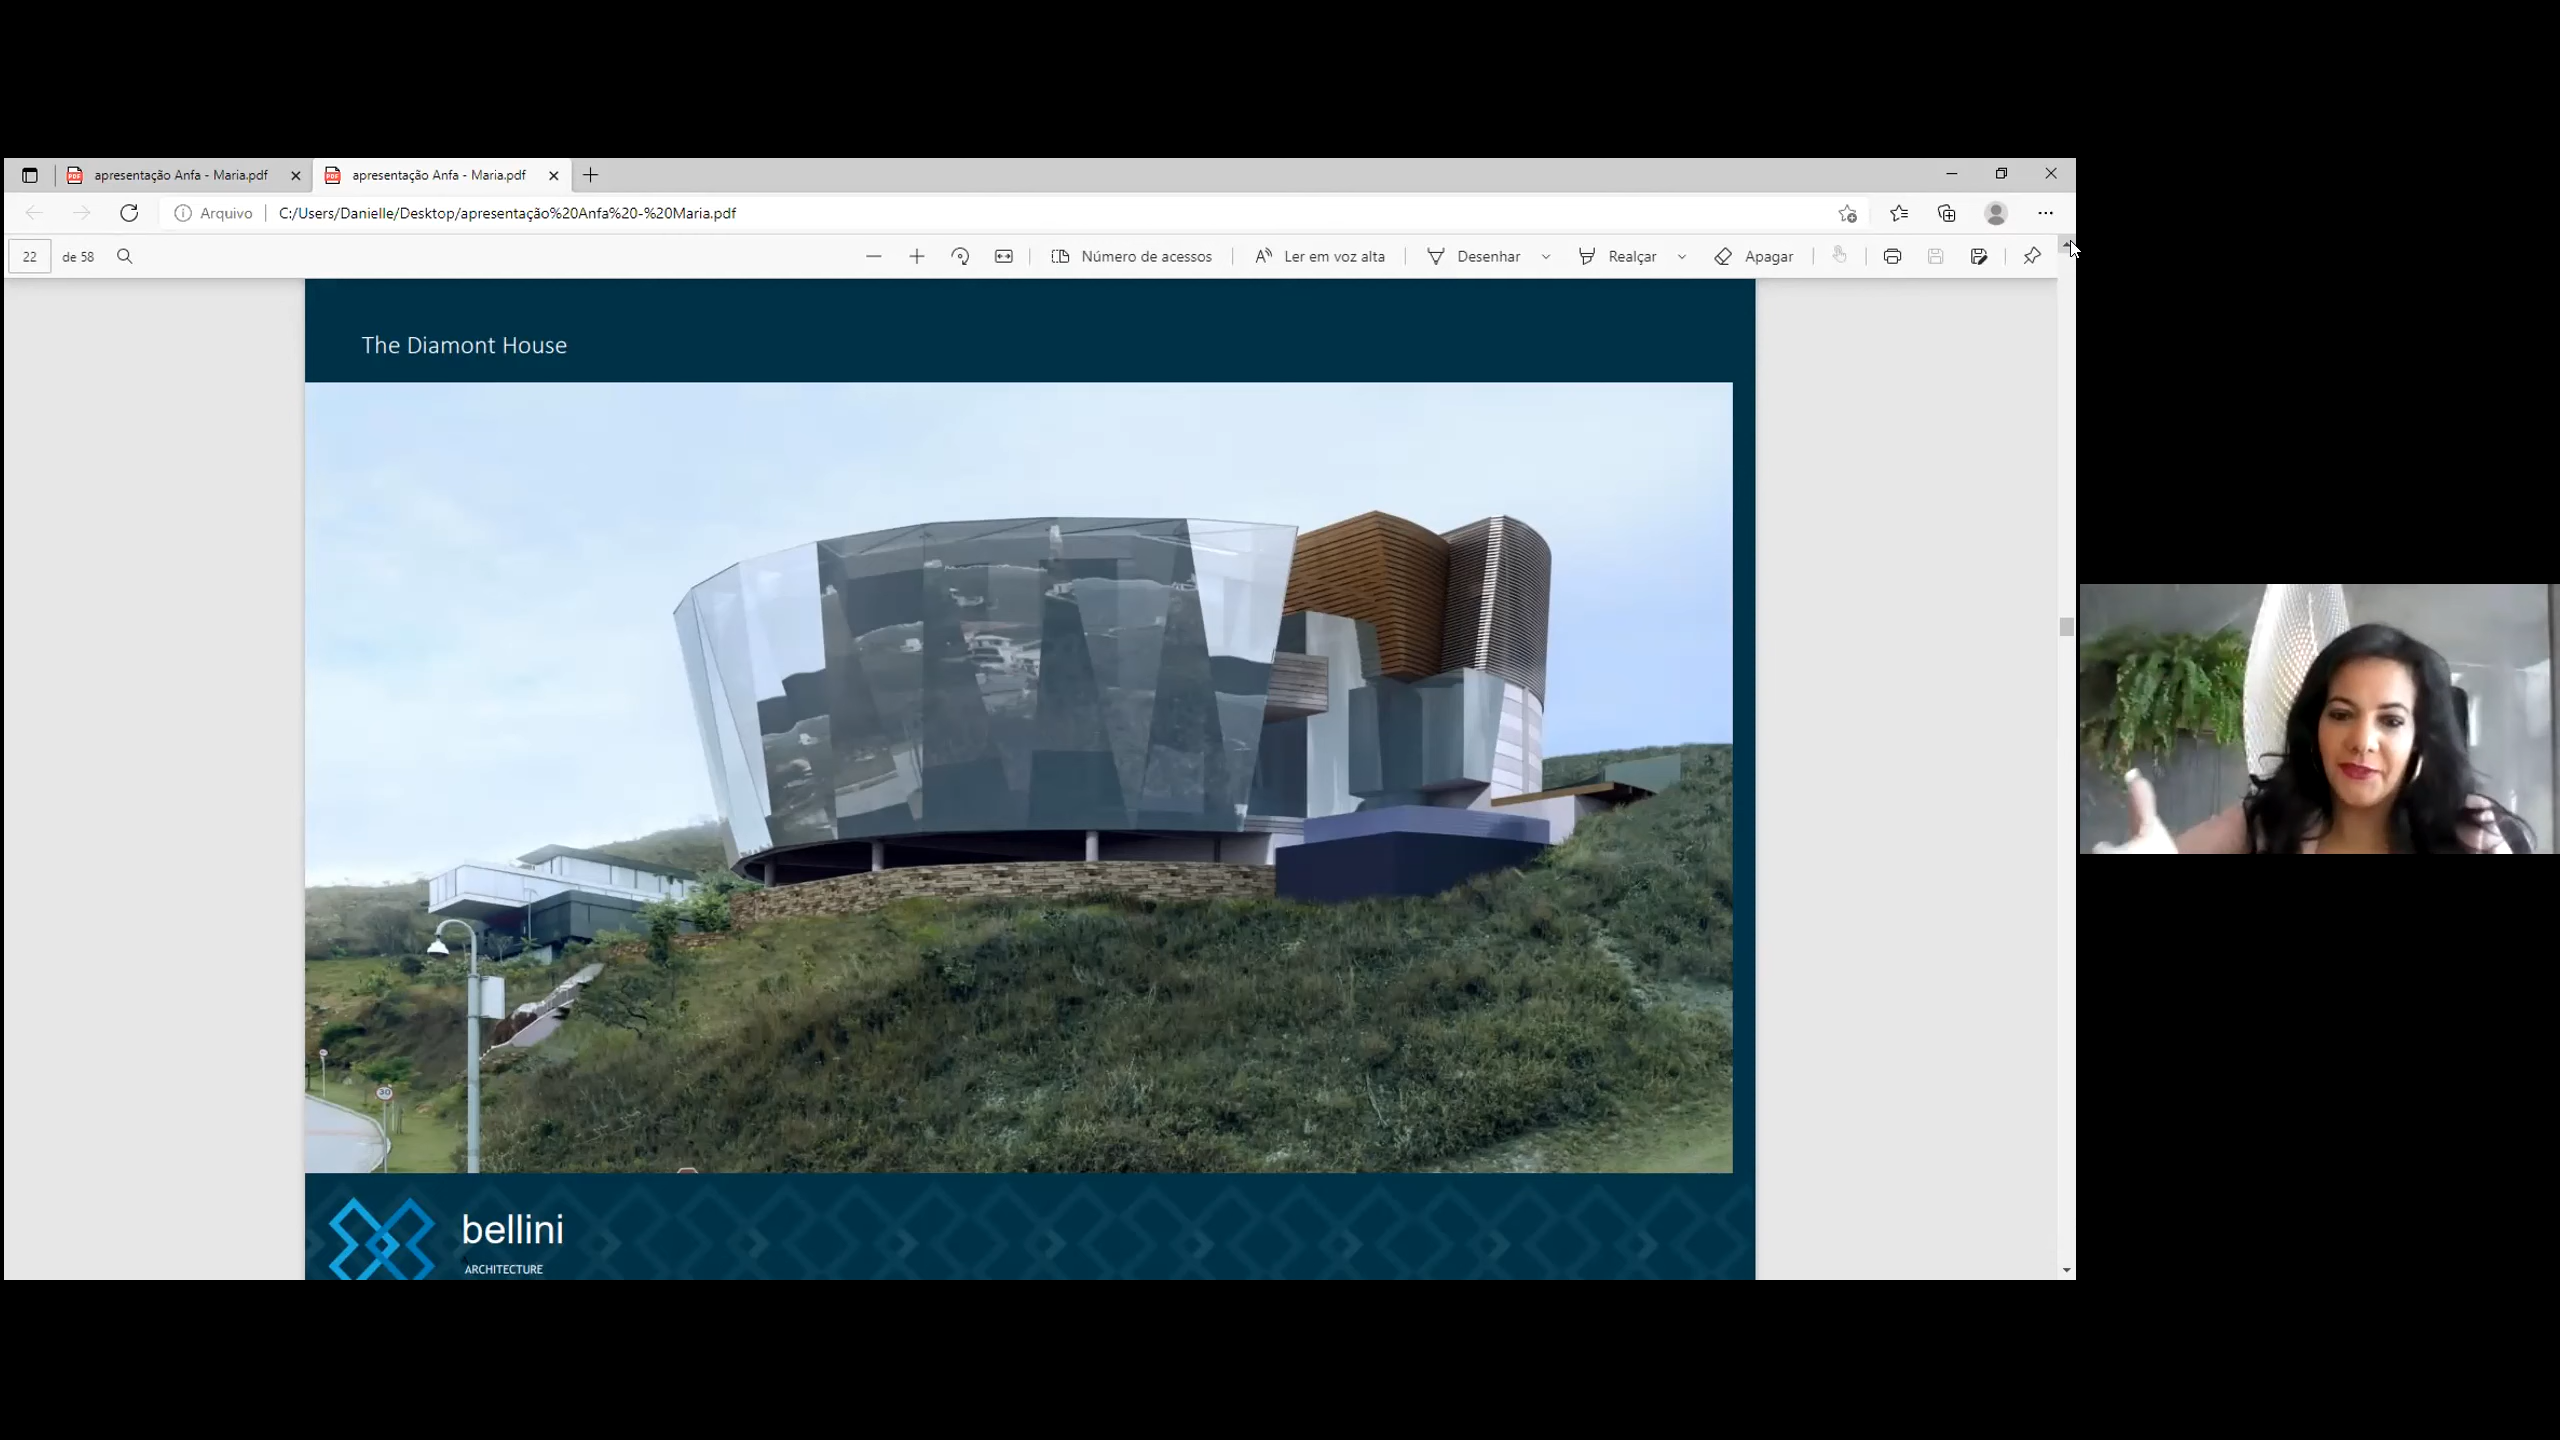 apresentação Anfa - Maria.pdf
apresentação Anfa - Maria.pdf
Arquivo
C:/Users/Danielle/Desktop/apresentação%20Anfa%20-%20Maria.pdf
22 de 58
Número de acessos
Ler em voz alta
Desenhar
Realçar
Apagar
The Diamont House
30
bellini
ARCHITECTURE